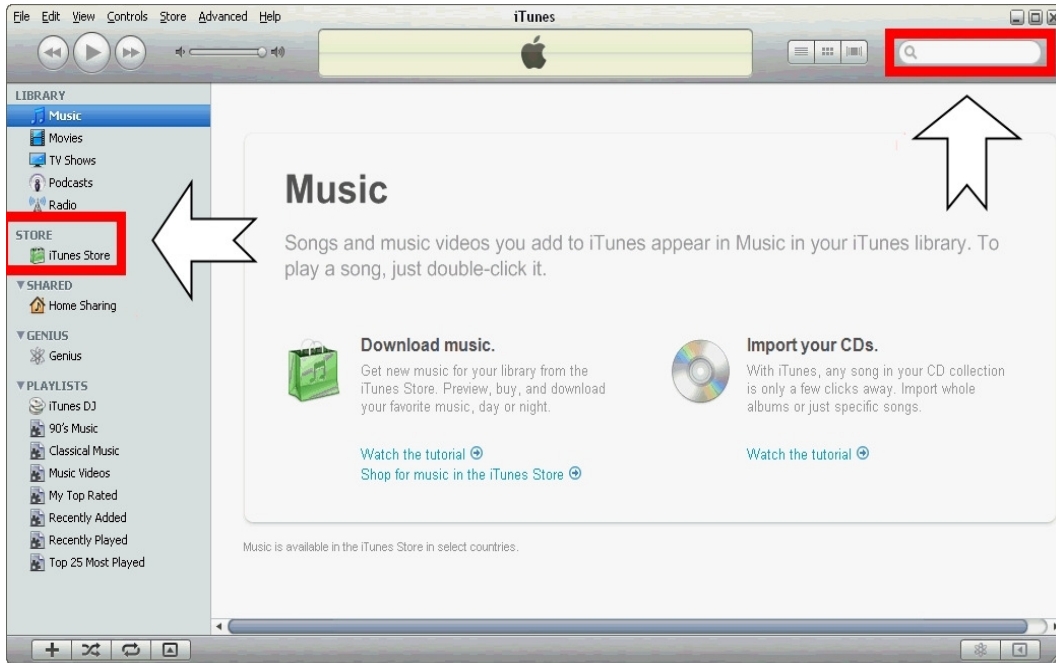 File Edit View Controls Store Advanced Help
iTunes
LIBRARY
Music
Movies
TV Shows
Podcasts
Radio
STORE
iTunes Store
SHARED
Home Sharing
GENIUS
Genius
PLAYLISTS
iTunes DJ
90's Music
Classical Music
Music Videos
My Top Rated
Recently Added
Recently Played
Top 25 Most Played
Music
Songs and music videos you add to iTunes appear in Music in your iTunes library. To
play a song, just double-click it.
Download music.
Get new music for your library from the
iTunes Store. Preview, buy, and download
your favorite music, day or night.
Watch the tutorial
Shop for music in the iTunes Store
Import your CDs.
With iTunes, any song in your CD collection
is only a few clicks away. Import whole
albums or just specific songs.
Watch the tutorial
Music is available in the iTunes Store in select countries.